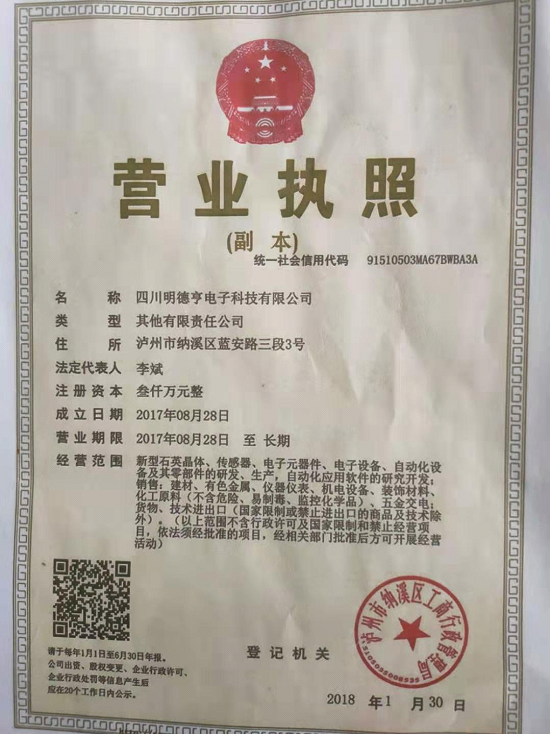 营业执照
(副 本)
统一社会信用代码 91510503MA67BWBA3A
名 称 四川明德亨电子科技有限公司
类 型 其他有限责任公司
住 所 泸州市纳溪区蓝安路三段3号
法定代表人 李斌
注册资本 叁仟万元整
成立日期 2017年08月28日
营业期限 2017年08月28日 至 长期
经营范围 新型石英晶体、传感器、电子元器件、电子设备、自动化设
备及其零部件的研发、生产，自动化应用软件的研究开发；
销售：建材、有色金属、仪器仪表、机电设备、装饰材料、
化工原料（不含危险、易制毒、监控化学品）、五金交电；
货物、技术进出口（国家限制或禁止进出口的商品及技术除
外）。（以上范围不含行政许可及国家限制和禁止经营项
目，依法须经批准的项目，经相关部门批准后方可开展经营
活动）
请于每年1月1日至6月30日年报。
公司出资、股权变更、企业行政许可、
企业行政处罚等信息产生后
应在20个工作日内公示。
登记机关
泸州市纳溪区工商行政管理局
2018 年1 月30日